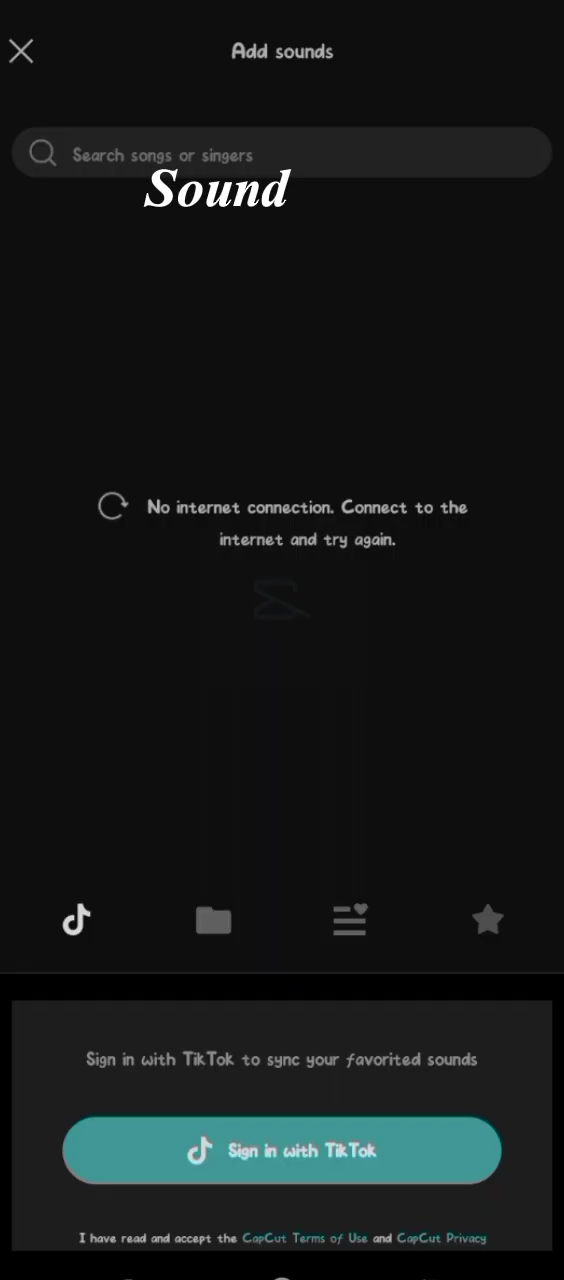 Add sounds
Search songs or singers
Sound
No internet connection. Connect to the
internet and try again.
Sign in with TikTok to sync your favorited sounds
Sign in with TikTok
I have read and accept the CapCut Terms of Use and CapCut Privacy